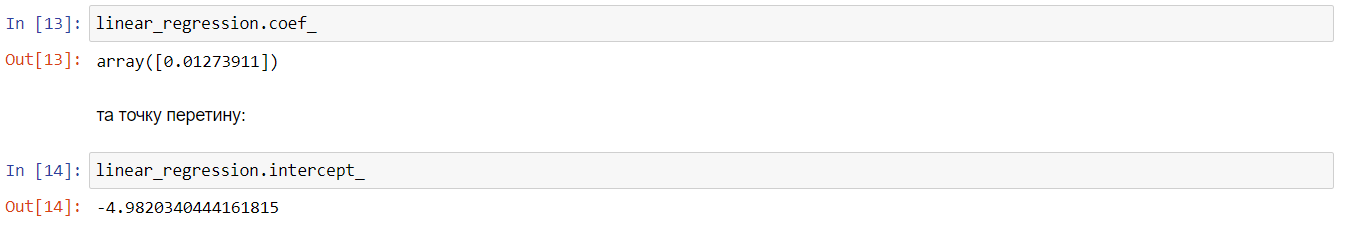 In [13]: linear_regression.coef_
Out[13]: array([0.01273911])
та точку перетину:
In [14]: linear_regression.intercept_
Out[14]: -4.9820340444161815